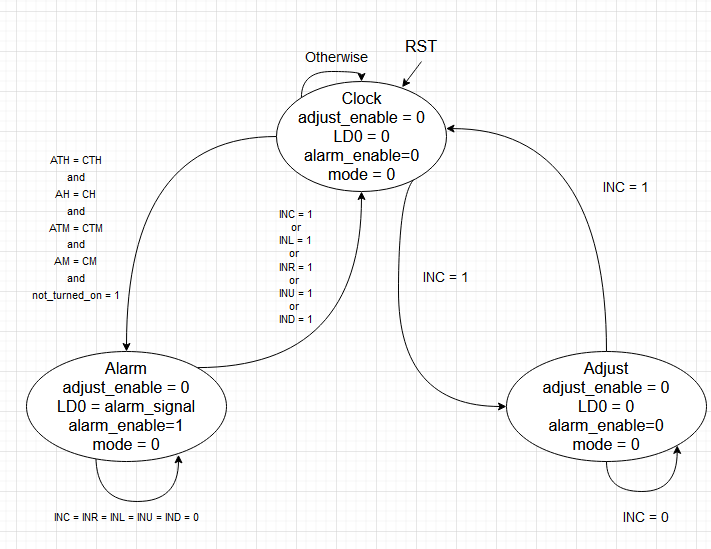 Otherwise
RST
Clock
adjust_enable = 0
LD0 = 0
alarm_enable=0
mode = 0
ATH = CTH
and
AH = CH
and
ATM = CTM
and
AM = CM
and
not_turned_on = 1
INC = 1
or
INL = 1
or
INR = 1
or
INU = 1
or
IND = 1
INC = 1
INC = 1
Alarm
adjust_enable = 0
LD0 = alarm_signal
alarm_enable=1
mode = 0
INC = INR = INL = INU = IND = 0
Adjust
adjust_enable = 0
LD0 = 0
alarm_enable=0
mode = 0
INC = 0